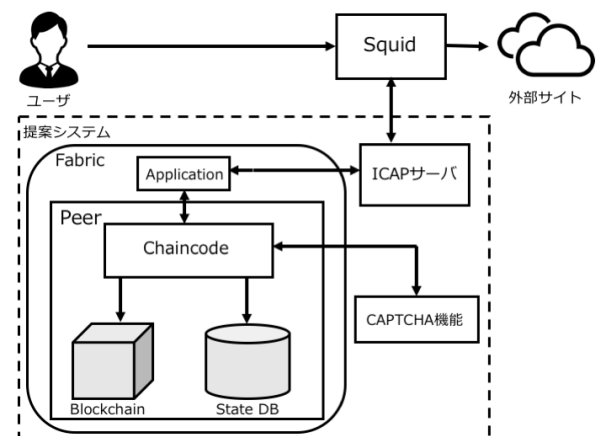 Squid
ユーザ
外部サイト
提案システム
Fabric
Application
ICAPサーバ
Peer
Chaincode
CAPTCHA機能
Blockchain
State DB